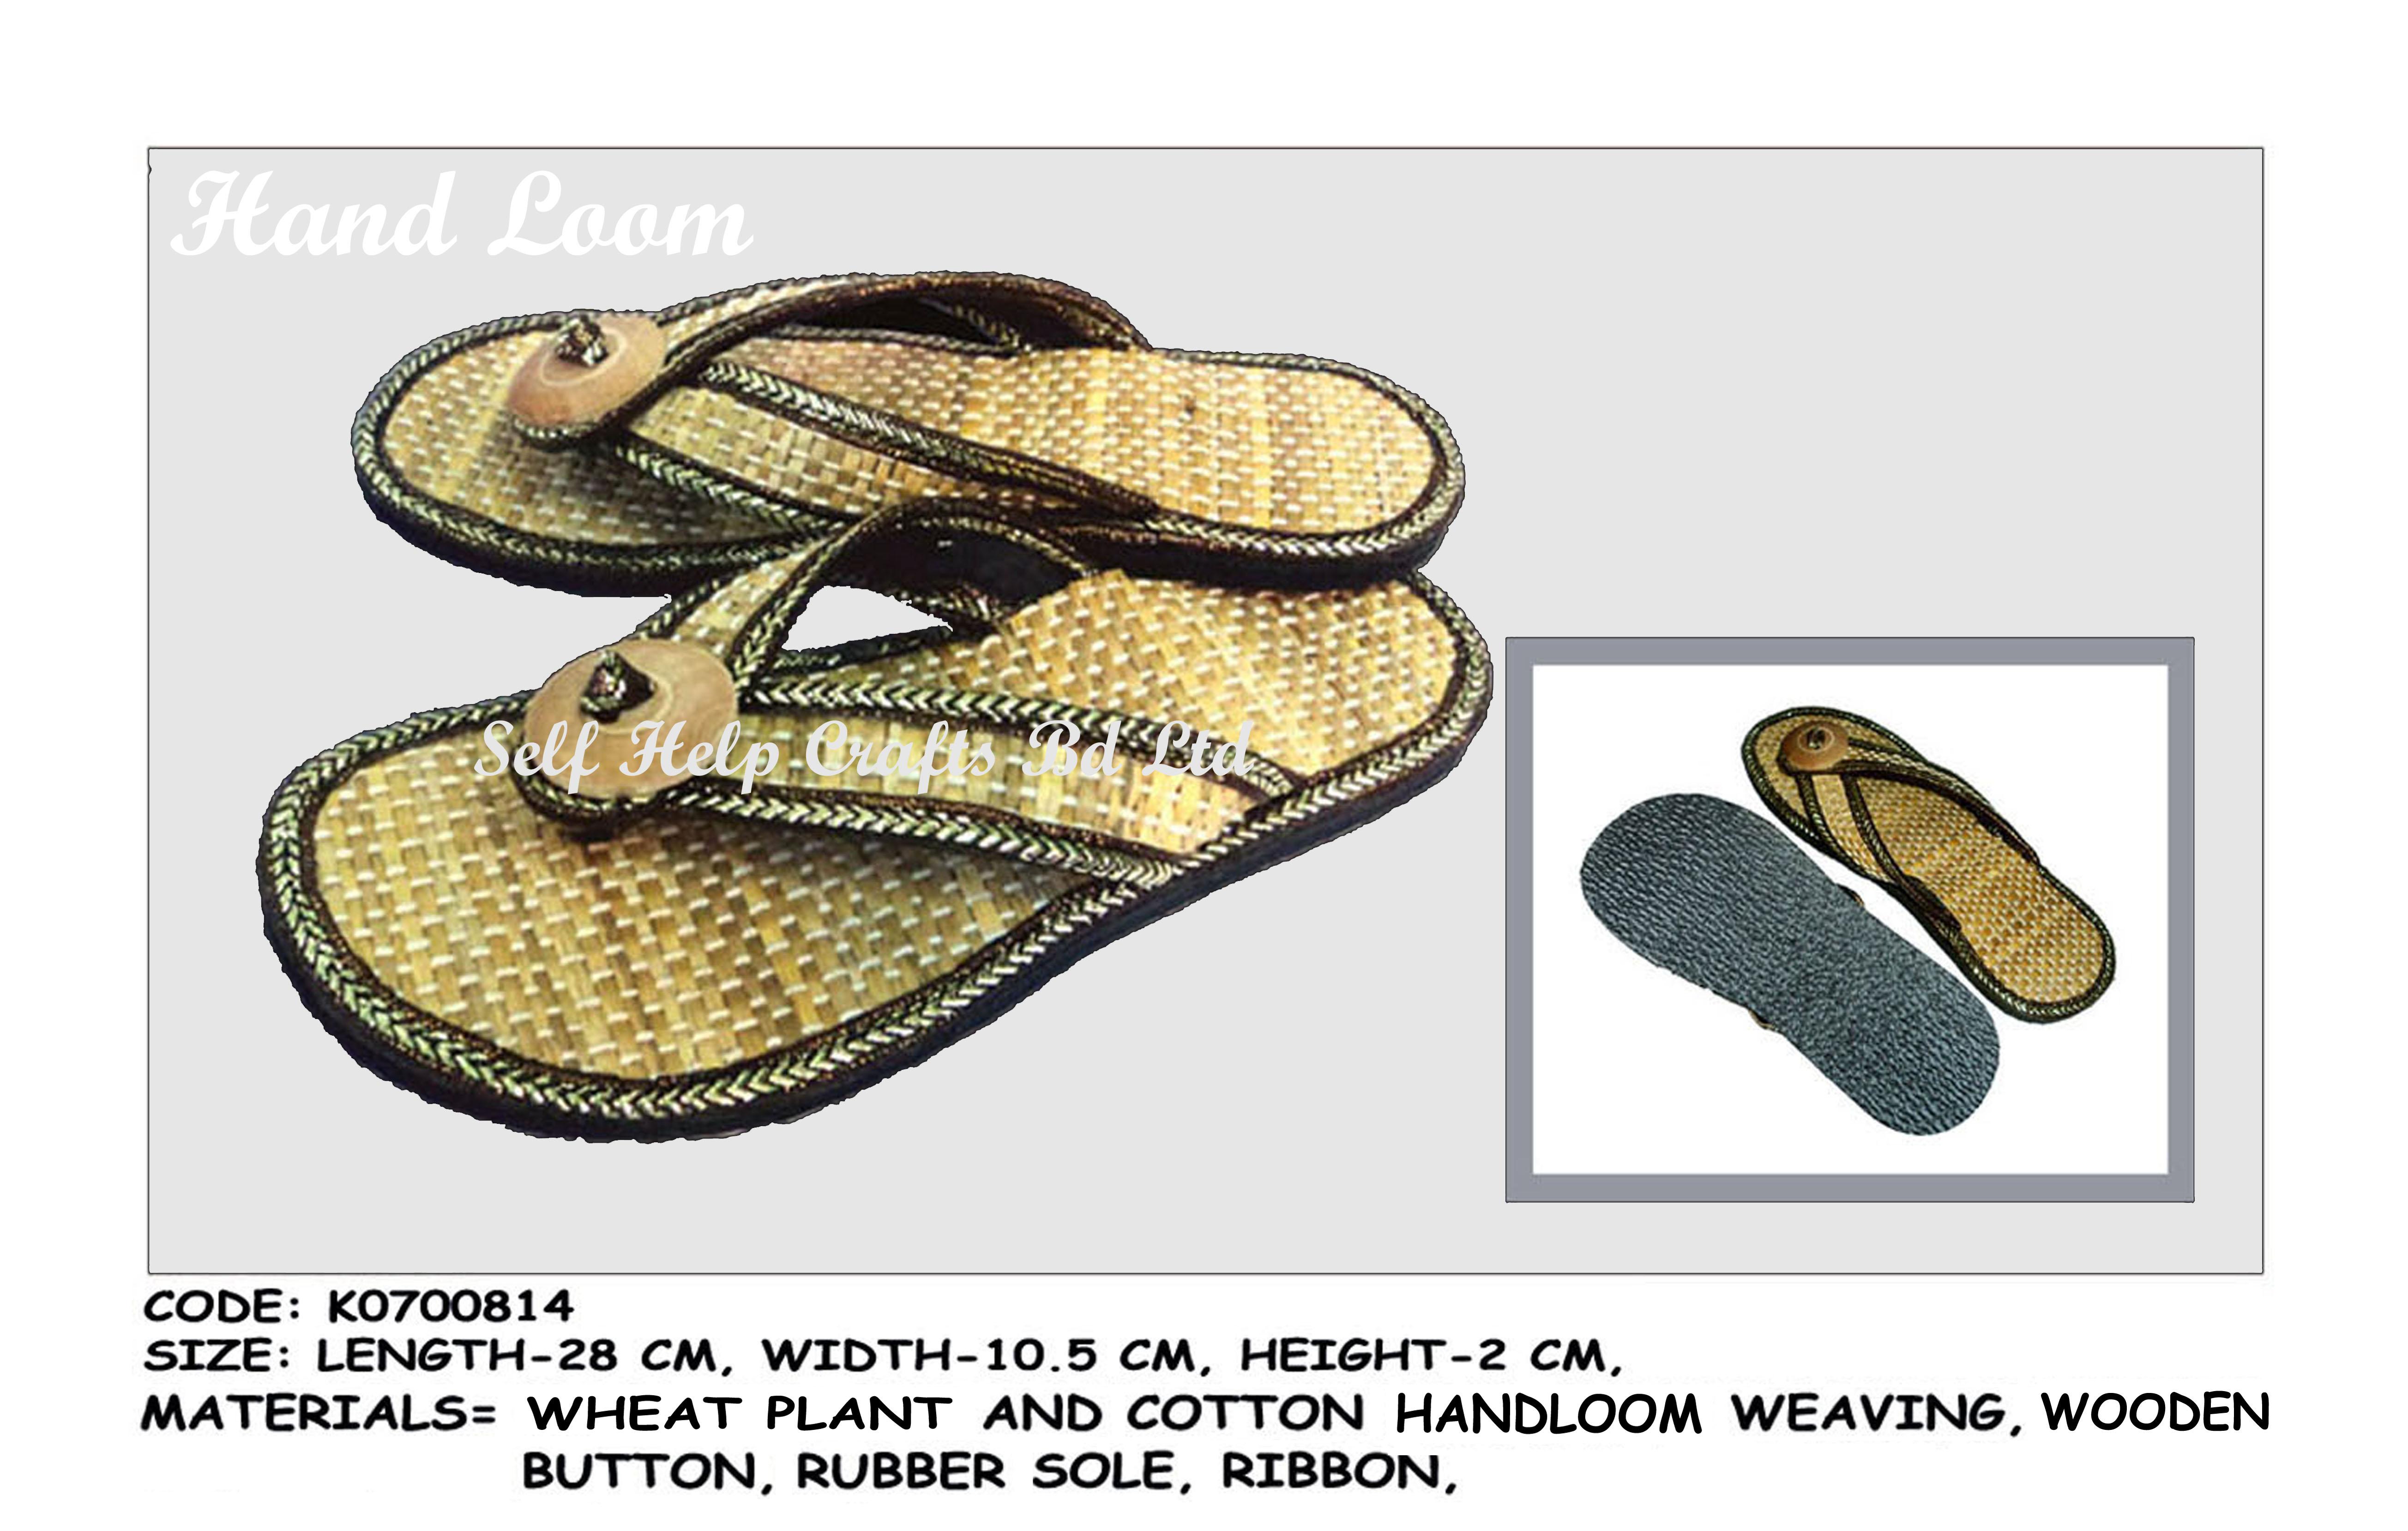 Hand Loom
Self Help Crafts Bd Ltd
CODE: K0700814
SIZE: LENGTH-28 CM, WIDTH-10.5 CM, HEIGHT-2 CM,
MATERIALS= WHEAT PLANT AND COTTON HANDLOOM WEAVING, WOODEN
BUTTON, RUBBER SOLE, RIBBON,